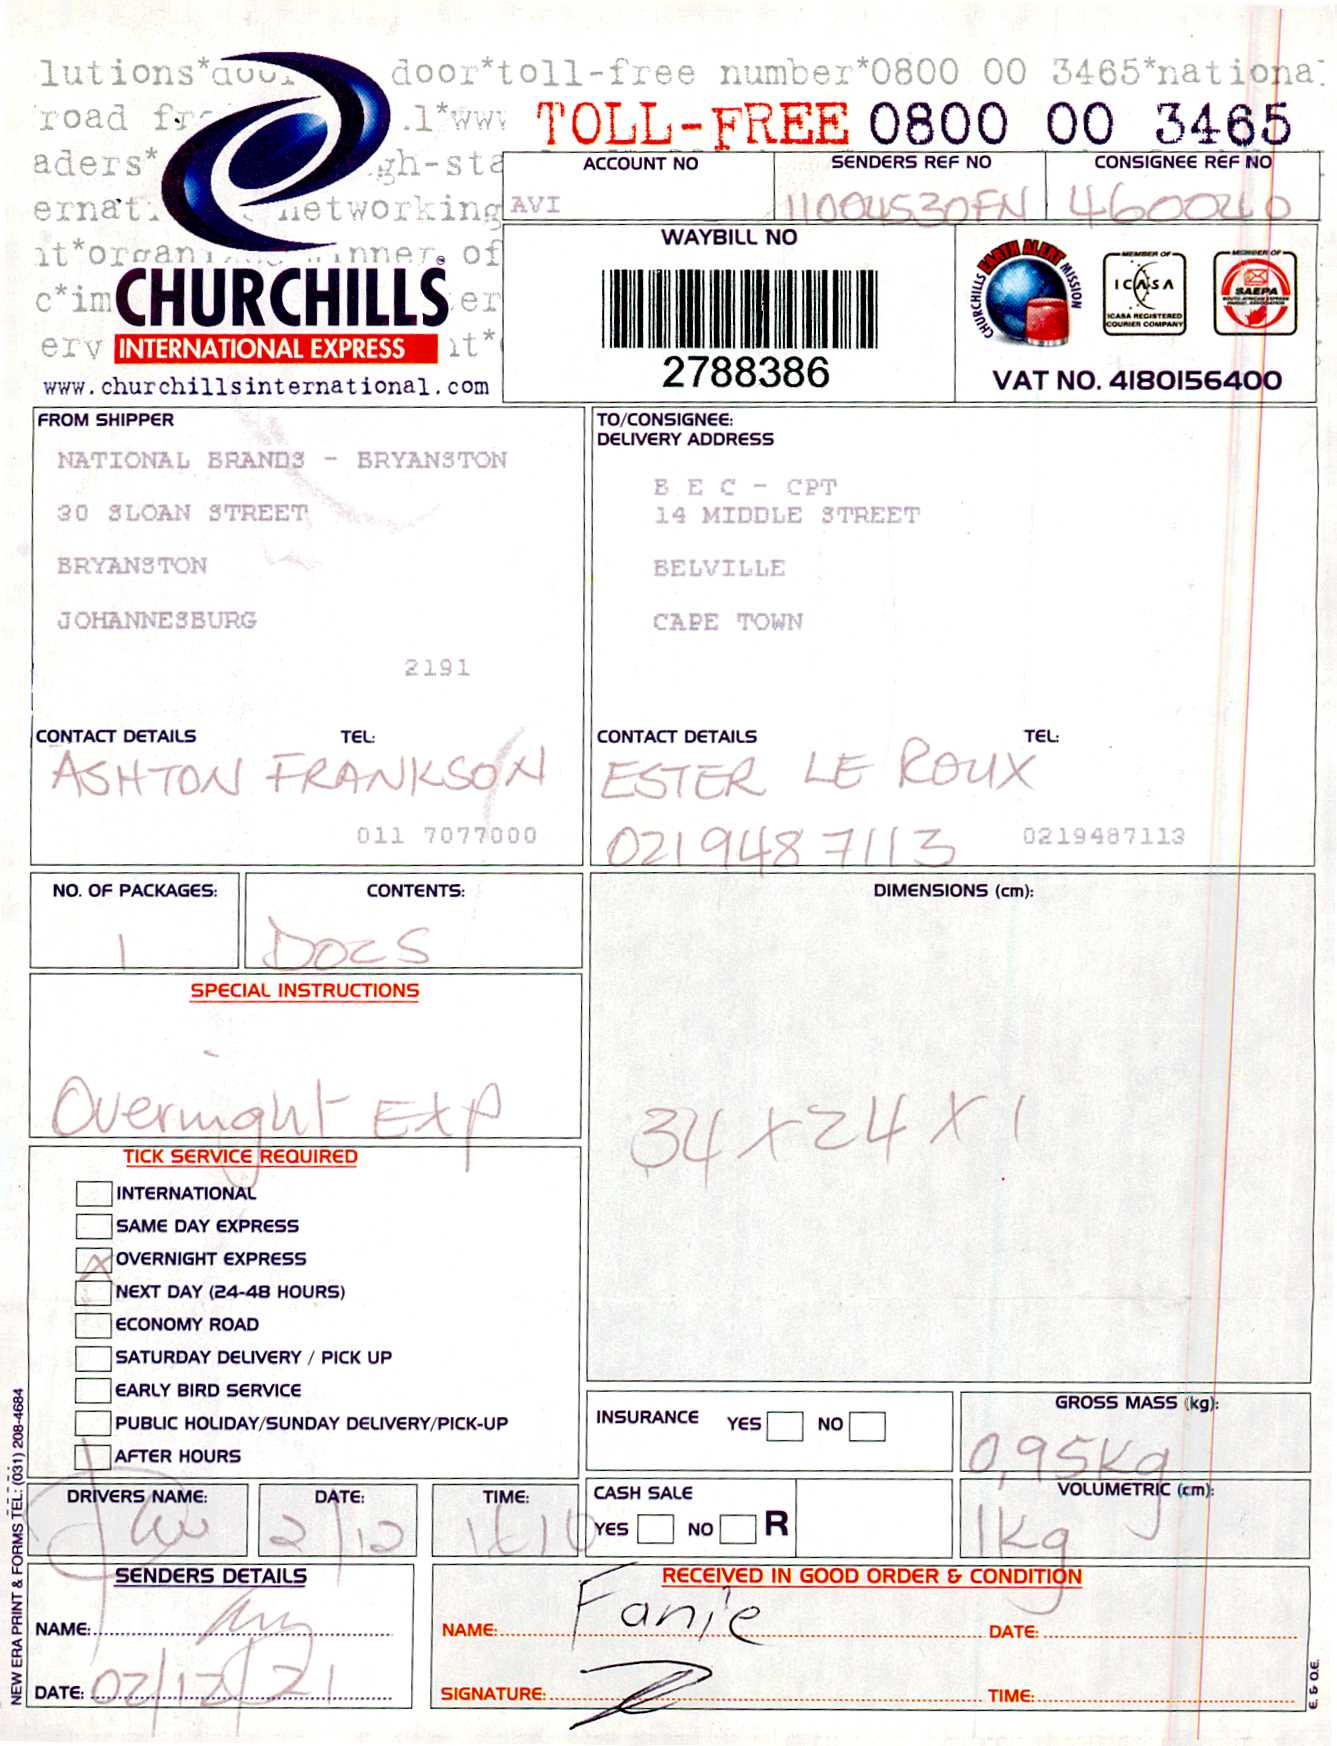 lutions*door door*toll-free number*0800 00 3465*national
road fr .l*www TOLL-FREE 0800 00 3465
aders* gh-sta
ernat networking
it*organ winner of
c*im er
erv nt*
CHURCHILLS
INTERNATIONAL EXPRESS
www.churchillsinternational.com
ACCOUNT NO SENDERS REF NO CONSIGNEE REF NO
AVI 11004530FN 4600040
WAYBILL NO
2788386
CHURCHILLS EARTH ALERT MISSION
MEMBER OF
ICASA
ICASA REGISTERED
COURIER COMPANY
MEMBER OF
SAEPA
VAT NO. 4180156400
FROM SHIPPER
NATIONAL BRANDS - BRYANSTON
30 SLOAN STREET
BRYANSTON
JOHANNESBURG
2191
CONTACT DETAILS TEL:
ASHTON FRANKSON
011 7077000
TO/CONSIGNEE:
DELIVERY ADDRESS
B E C - CPT
14 MIDDLE STREET
BELVILLE
CAPE TOWN
CONTACT DETAILS TEL:
ESTER LE ROUX
0219487113 0219487113
NO. OF PACKAGES: CONTENTS:
1 DOCS
SPECIAL INSTRUCTIONS
Overnight Exp
DIMENSIONS (cm):
34 x 24 x 1
TICK SERVICE REQUIRED
INTERNATIONAL
SAME DAY EXPRESS
X OVERNIGHT EXPRESS
NEXT DAY (24-48 HOURS)
ECONOMY ROAD
SATURDAY DELIVERY / PICK UP
EARLY BIRD SERVICE
PUBLIC HOLIDAY/SUNDAY DELIVERY/PICK-UP
AFTER HOURS
INSURANCE YES NO
GROSS MASS (kg):
0,95kg
CASH SALE
YES NO R
VOLUMETRIC (cm):
1kg
DRIVERS NAME: DATE: TIME:
2/12
SENDERS DETAILS
NAME:
DATE: 02/12/21
RECEIVED IN GOOD ORDER & CONDITION
NAME: Fanie DATE:
SIGNATURE: TIME:
NEW ERA PRINT & FORMS TEL: (031) 208-4684
E. & O.E.